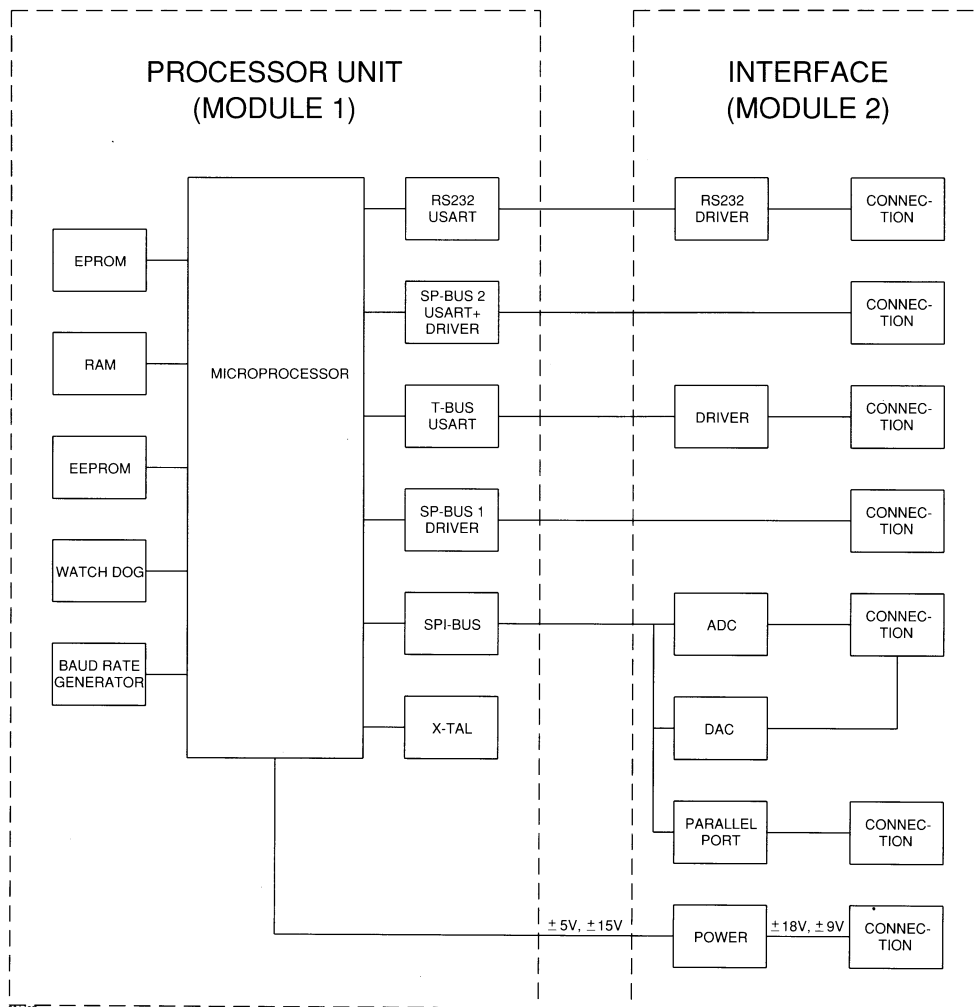 PROCESSOR UNIT
(MODULE 1)
INTERFACE
(MODULE 2)
EPROM
RAM
EEPROM
WATCH DOG
BAUD RATE
GENERATOR
MICROPROCESSOR
RS232
USART
SP-BUS 2
USART+
DRIVER
T-BUS
USART
SP-BUS 1
DRIVER
SPI-BUS
X-TAL
RS232
DRIVER
CONNEC-
TION
CONNEC-
TION
DRIVER
CONNEC-
TION
CONNEC-
TION
ADC
CONNEC-
TION
DAC
PARALLEL
PORT
CONNEC-
TION
±5V, ±15V
POWER
±18V, ±9V
CONNEC-
TION